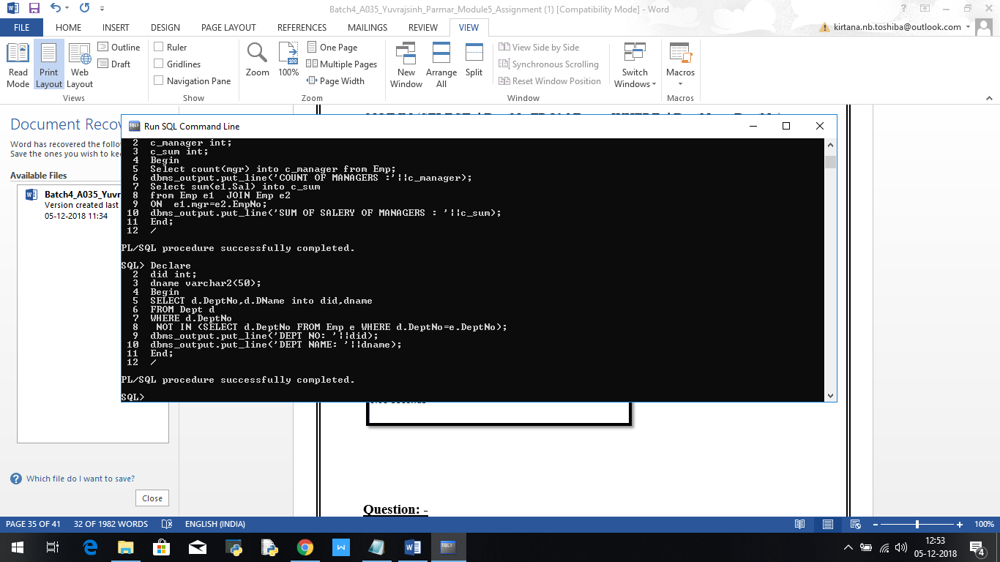 Batch4_A035_Yuvrajsinh_Parmar_Module5_Assignment (1) [Compatibility Mode] - Word
FILE HOME INSERT DESIGN PAGE LAYOUT REFERENCES MAILINGS REVIEW VIEW
kirtana.nb.toshiba@outlook.com
Read Mode
Print Layout
Web Layout
Outline
Draft
Views
Ruler
Gridlines
Navigation Pane
Show
Zoom
100%
One Page
Multiple Pages
Page Width
Zoom
New Window
Arrange All
Split
View Side by Side
Synchronous Scrolling
Reset Window Position
Window
Switch Windows
Macros
Macros
Document Recov
Word has recovered the follo
Save the ones you wish to ke
Available Files
Batch4_A035_Yuvr
Version created last
05-12-2018 11:34
Which file do I want to save?
Close
Run SQL Command Line
2 c_manager int;
3 c_sum int;
4 Begin
5 Select count(mgr) into c_manager from Emp;
6 dbms_output.put_line('COUNT OF MANAGERS :'||c_manager);
7 Select sum(e1.Sal) into c_sum
8 from Emp e1 JOIN Emp e2
9 ON e1.mgr=e2.EmpNo;
10 dbms_output.put_line('SUM OF SALERY OF MANAGERS : '||c_sum);
11 End;
12 /
PL/SQL procedure successfully completed.
SQL> Declare
2 did int;
3 dname varchar2(50);
4 Begin
5 SELECT d.DeptNo,d.DName into did,dname
6 FROM Dept d
7 WHERE d.DeptNo
8 NOT IN (SELECT d.DeptNo FROM Emp e WHERE d.DeptNo=e.DeptNo);
9 dbms_output.put_line('DEPT NO: '||did);
10 dbms_output.put_line('DEPT NAME: '||dname);
11 End;
12 /
PL/SQL procedure successfully completed.
SQL>
Question: -
PAGE 35 OF 41 32 OF 1982 WORDS ENGLISH (INDIA) 100%
12:53
05-12-2018
4